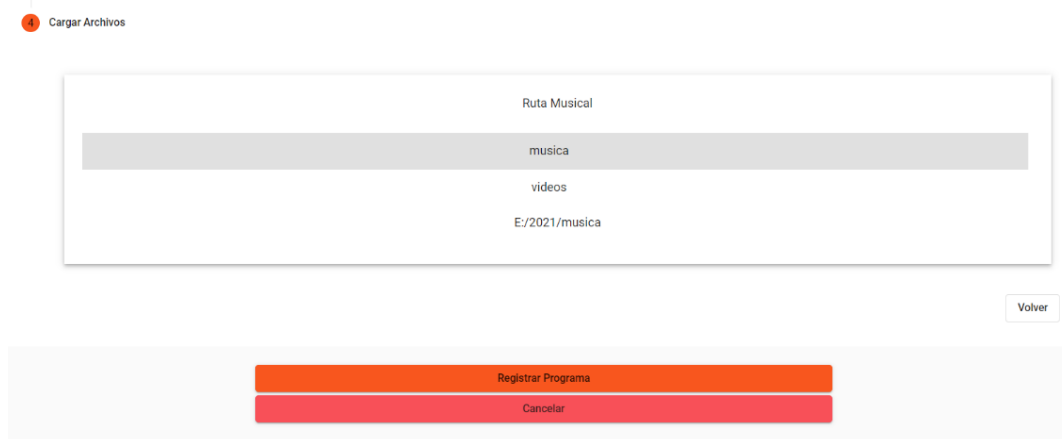 4 Cargar Archivos
Ruta Musical
musica
videos
E:/2021/musica
Volver
Registrar Programa
Cancelar